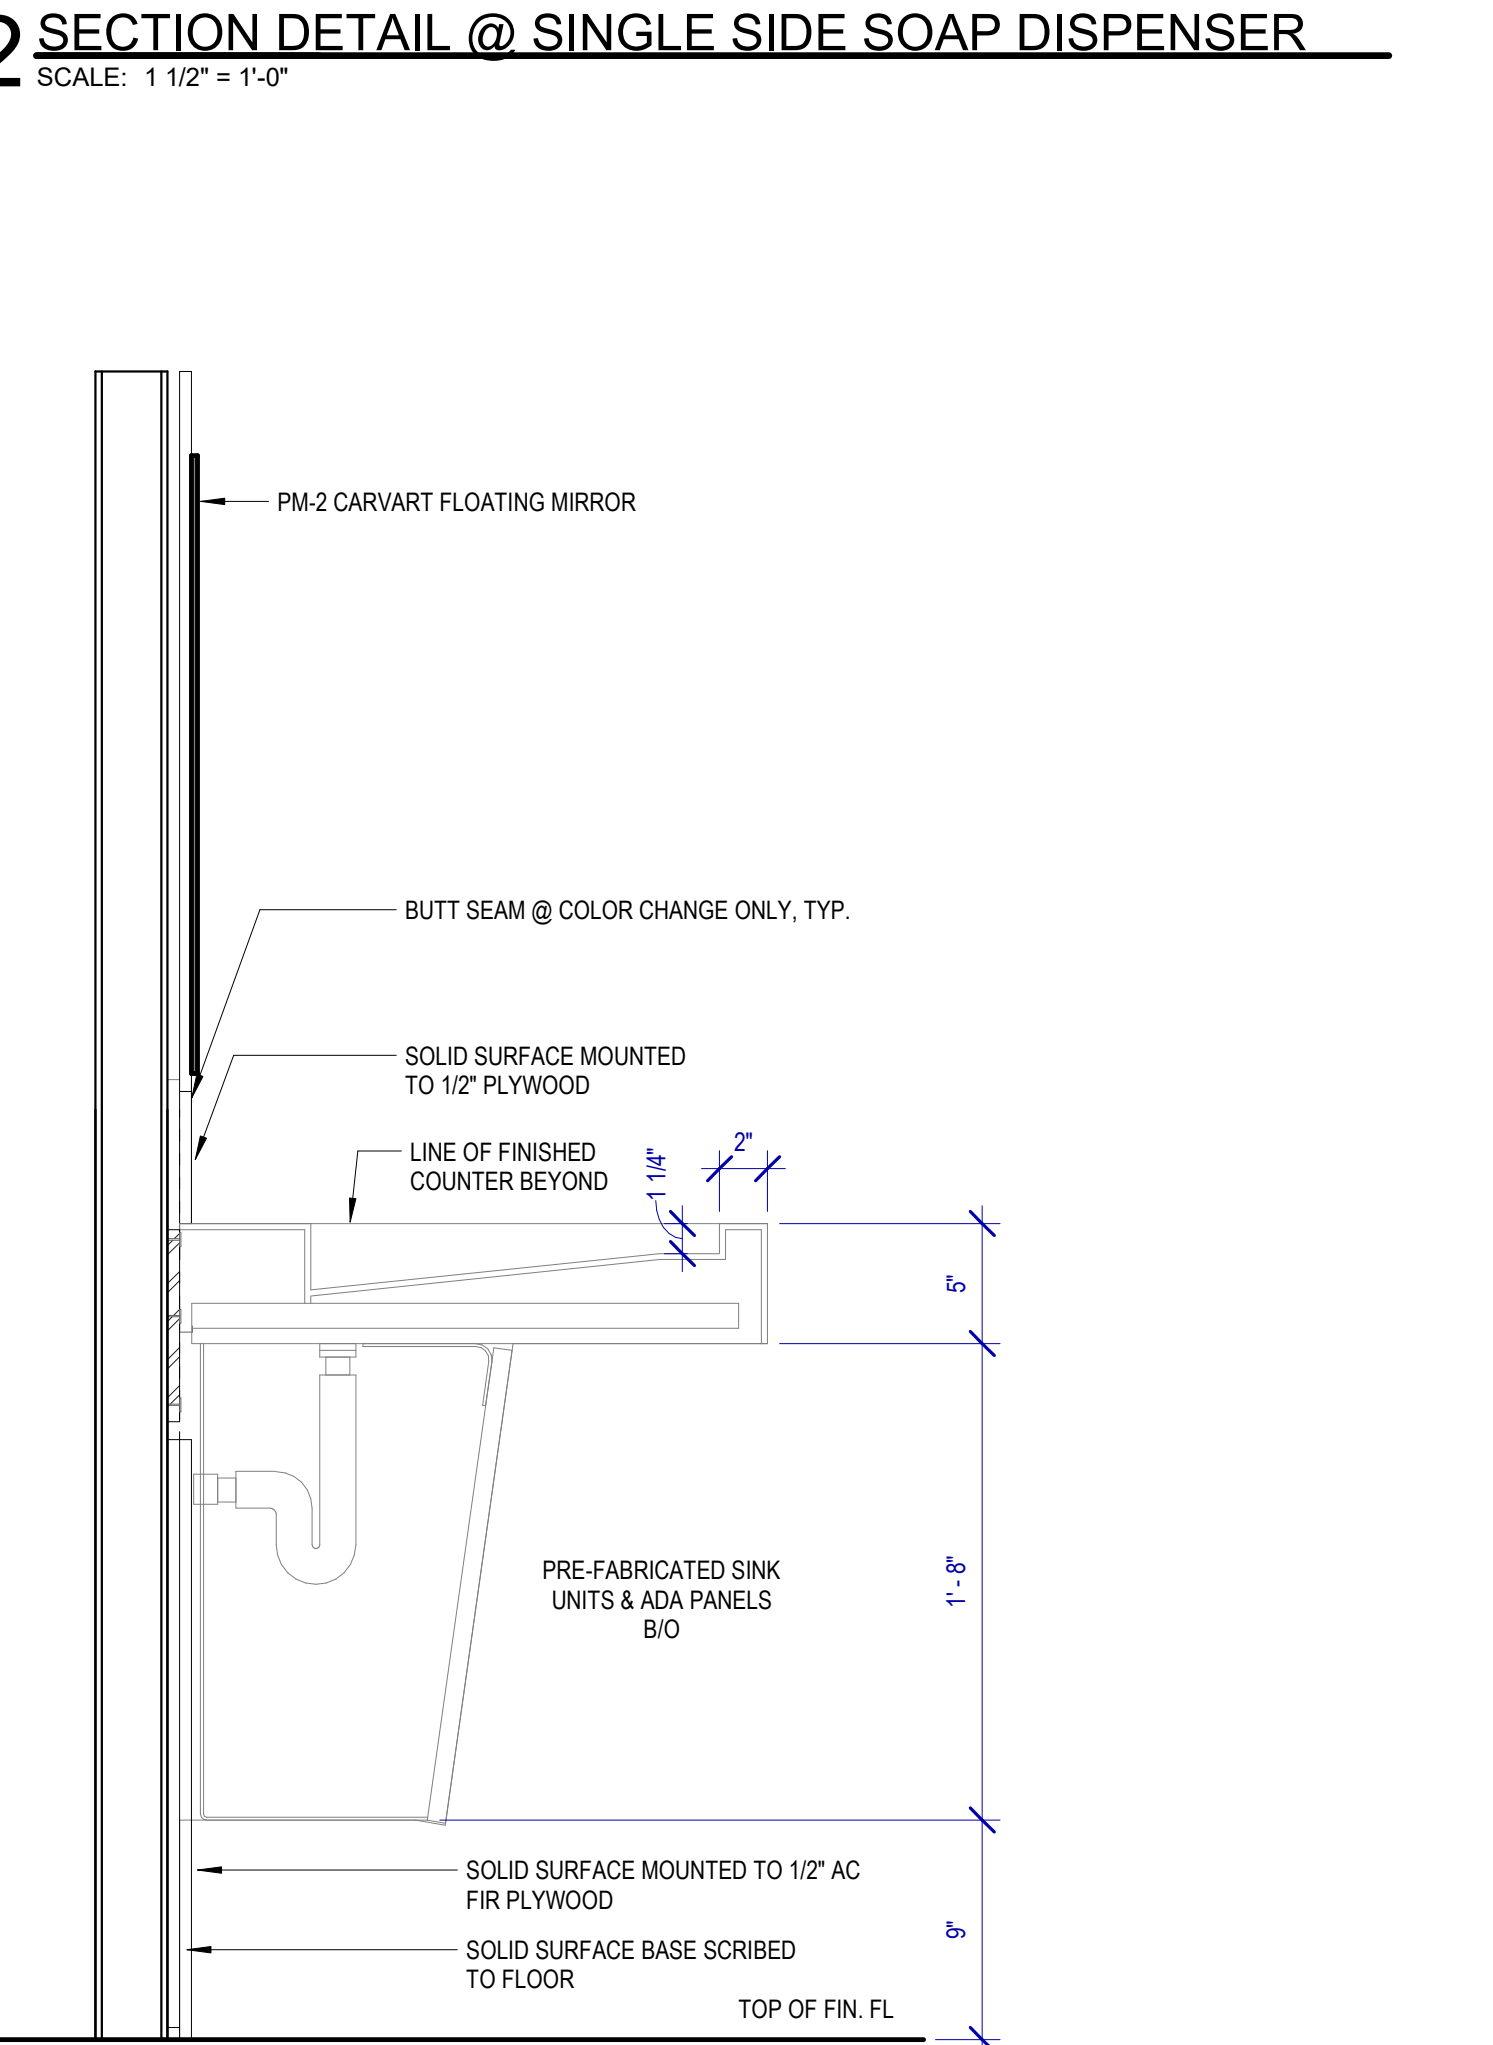 2 SECTION DETAIL @ SINGLE SIDE SOAP DISPENSER
SCALE: 1 1/2" = 1'-0"
PM-2 CARVART FLOATING MIRROR
BUTT SEAM @ COLOR CHANGE ONLY, TYP.
SOLID SURFACE MOUNTED
TO 1/2" PLYWOOD
LINE OF FINISHED
COUNTER BEYOND
1 1/4"
2"
5"
1' - 8"
PRE-FABRICATED SINK
UNITS & ADA PANELS
B/O
SOLID SURFACE MOUNTED TO 1/2" AC
FIR PLYWOOD
9"
SOLID SURFACE BASE SCRIBED
TO FLOOR
TOP OF FIN. FL